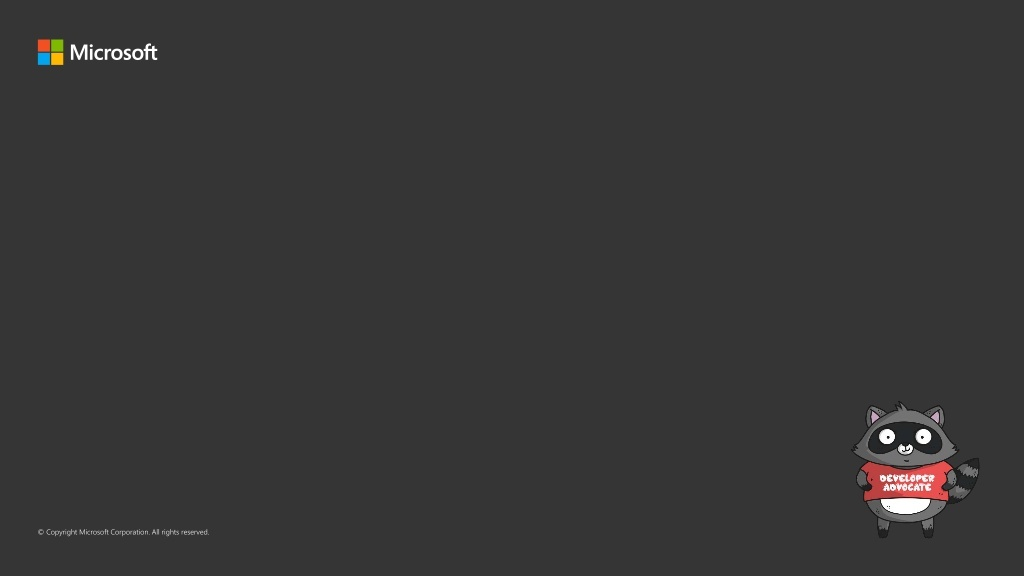 Microsoft
DEVELOPER
ADVOCATE
© Copyright Microsoft Corporation. All rights reserved.